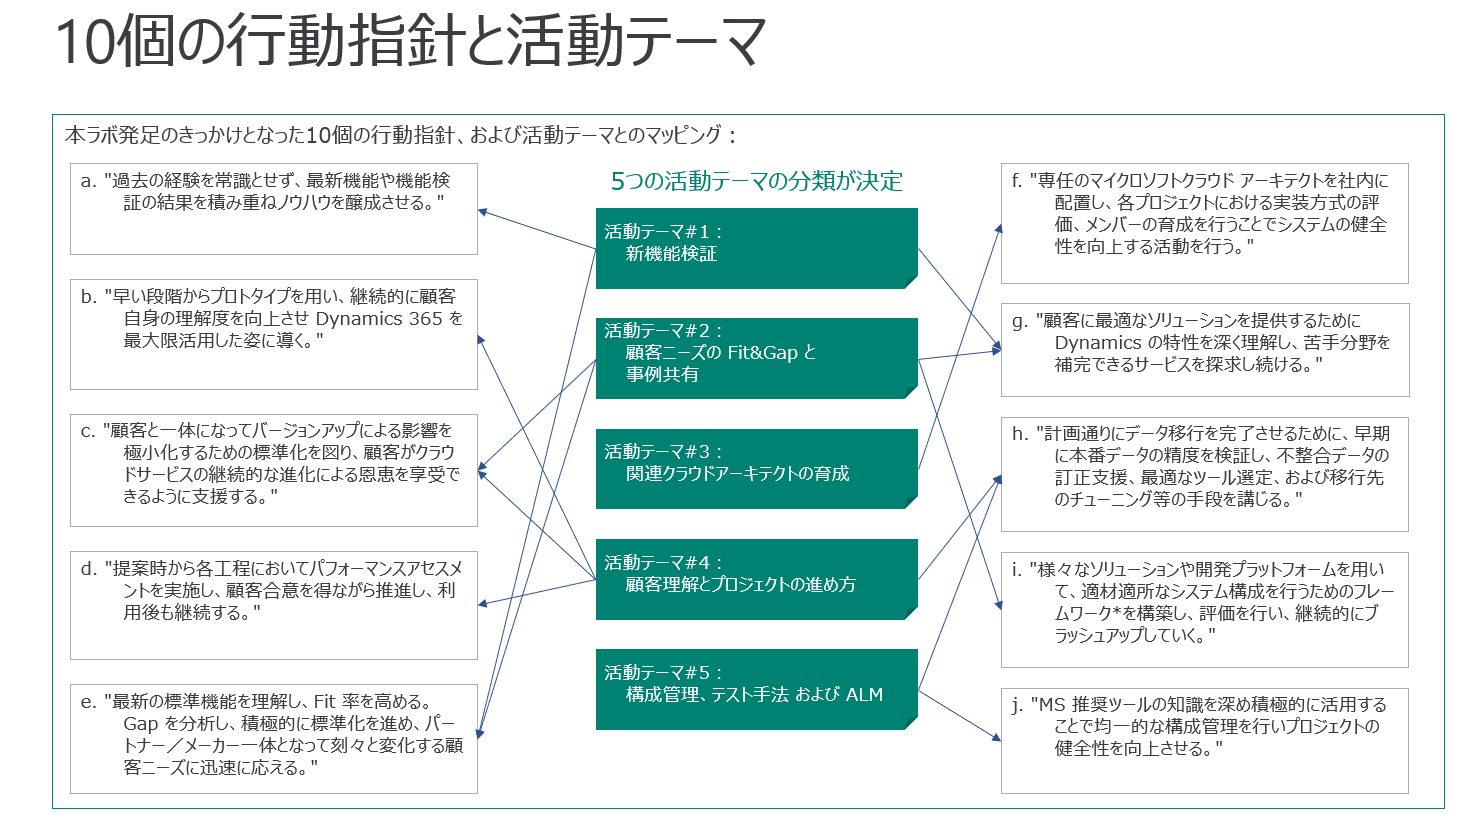 10個の行動指針と活動テーマ
本ラボ発足のきっかけとなった10個の行動指針、および活動テーマとのマッピング：
a. "過去の経験を常識とせず、最新機能や機能検
証の結果を積み重ねノウハウを醸成させる。"
b. "早い段階からプロトタイプを用い、継続的に顧客
自身の理解度を向上させ Dynamics 365 を
最大限活用した姿に導く。"
c. "顧客と一体になってバージョンアップによる影響を
極小化するための標準化を図り、顧客がクラウ
ドサービスの継続的な進化による恩恵を享受で
きるように支援する。"
d. "提案時から各工程においてパフォーマンスアセスメ
ントを実施し、顧客合意を得ながら推進し、利
用後も継続する。"
e. "最新の標準機能を理解し、Fit 率を高める。
Gap を分析し、積極的に標準化を進め、パー
トナー／メーカー一体となって刻々と変化する顧
客ニーズに迅速に応える。"
5つの活動テーマの分類が決定
活動テーマ#1：
新機能検証
活動テーマ#2：
顧客ニーズの Fit&Gap と
事例共有
活動テーマ#3：
関連クラウドアーキテクトの育成
活動テーマ#4：
顧客理解とプロジェクトの進め方
活動テーマ#5：
構成管理、テスト手法 および ALM
f. "専任のマイクロソフトクラウド アーキテクトを社内に
配置し、各プロジェクトにおける実装方式の評
価、メンバーの育成を行うことでシステムの健全
性を向上する活動を行う。"
g. "顧客に最適なソリューションを提供するために
Dynamics の特性を深く理解し、苦手分野を
補完できるサービスを探求し続ける。"
h. "計画通りにデータ移行を完了させるために、早期
に本番データの精度を検証し、不整合データの
訂正支援、最適なツール選定、および移行先
のチューニング等の手段を講じる。"
i. "様々なソリューションや開発プラットフォームを用い
て、適材適所なシステム構成を行うためのフレー
ムワーク*を構築し、評価を行い、継続的にブ
ラッシュアップしていく。"
j. "MS 推奨ツールの知識を深め積極的に活用する
ことで均一的な構成管理を行いプロジェクトの
健全性を向上させる。"